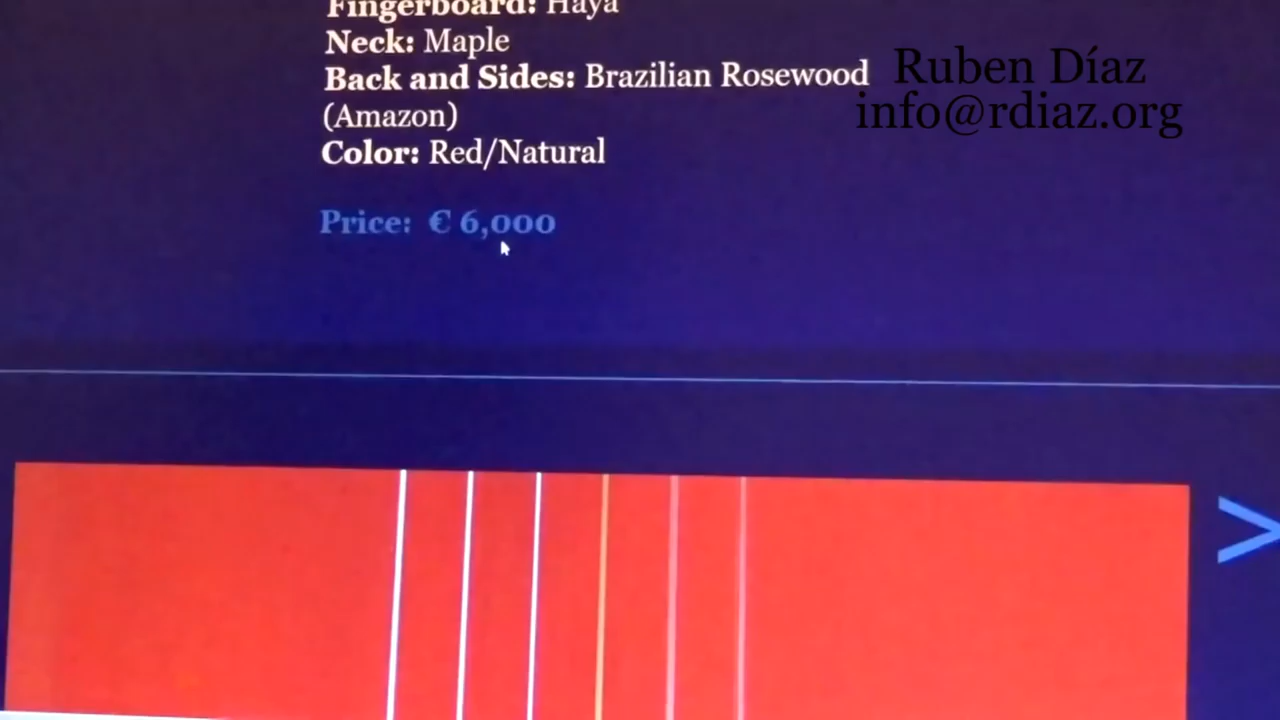 Fingerboard: Haya
Neck: Maple
Back and Sides: Brazilian Rosewood
(Amazon)
Color: Red/Natural
Price: € 6,000
Ruben Díaz
info@rdiaz.org
>